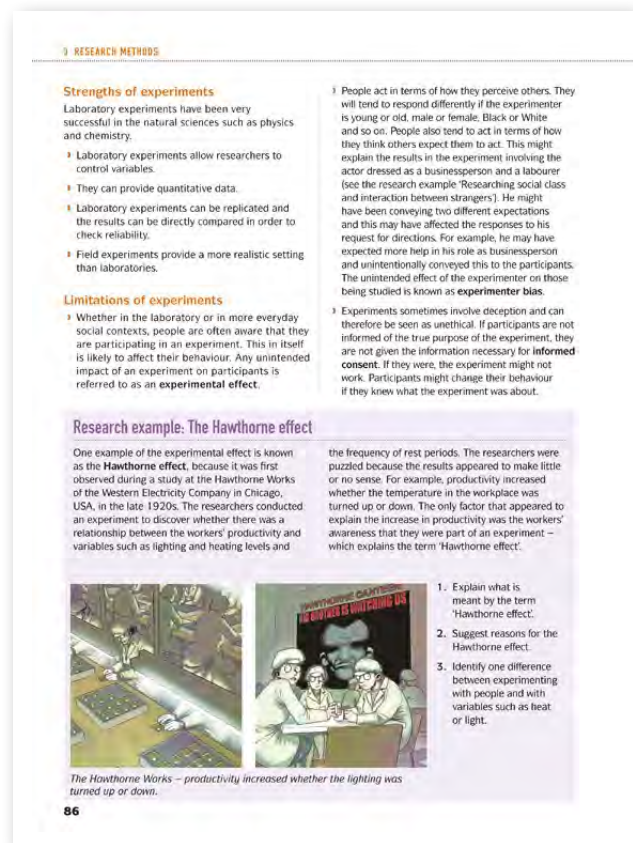 RESEARCH METHODS
Strengths of experiments
Laboratory experiments have been very
successful in the natural sciences such as physics
and chemistry.
Laboratory experiments allow researchers to
control variables.
They can provide quantitative data.
Laboratory experiments can be replicated and
the results can be directly compared in order to
check reliability.
Field experiments provide a more realistic setting
than laboratories.
Limitations of experiments
Whether in the laboratory or in more everyday
social contexts, people are often aware that they
are participating in an experiment. This in itself
is likely to affect their behaviour. Any unintended
impact of an experiment on participants is
referred to as an experimental effect.
People act in terms of how they perceive others. They
will tend to respond differently if the experimenter
is young or old, male or female, Black or White
and so on. People also tend to act in terms of how
they think others expect them to act. This might
explain the results in the experiment involving the
actor dressed as a businessperson and a labourer
(see the research example 'Researching social class
and interaction between strangers'). He might
have been conveying two different expectations
and this may have affected the responses to his
request for directions. For example, he may have
expected more help in his role as businessperson
and unintentionally conveyed this to the participants.
The unintended effect of the experimenter on those
being studied is known as experimenter bias.
Experiments sometimes involve deception and can
therefore be seen as unethical. If participants are not
informed of the true purpose of the experiment, they
are not given the information necessary for informed
consent. If they were, the experiment might not
work. Participants might change their behaviour
if they knew what the experiment was about.
Research example: The Hawthorne effect
One example of the experimental effect is known
as the Hawthorne effect, because it was first
observed during a study at the Hawthorne Works
of the Western Electricity Company in Chicago,
USA, in the late 1920s. The researchers conducted
an experiment to discover whether there was a
relationship between the workers' productivity and
variables such as lighting and heating levels and
the frequency of rest periods. The researchers were
puzzled because the results appeared to make little
or no sense. For example, productivity increased
whether the temperature in the workplace was
turned up or down. The only factor that appeared to
explain the increase in productivity was the workers'
awareness that they were part of an experiment –
which explains the term 'Hawthorne effect'.
HAWTHORNE CANTEEN
BIG BROTHER IS WATCHING US
1. Explain what is
meant by the term
'Hawthorne effect'.
2. Suggest reasons for the
Hawthorne effect.
3. Identify one difference
between experimenting
with people and with
variables such as heat
or light.
The Hawthorne Works – productivity increased whether the lighting was
turned up or down.
86